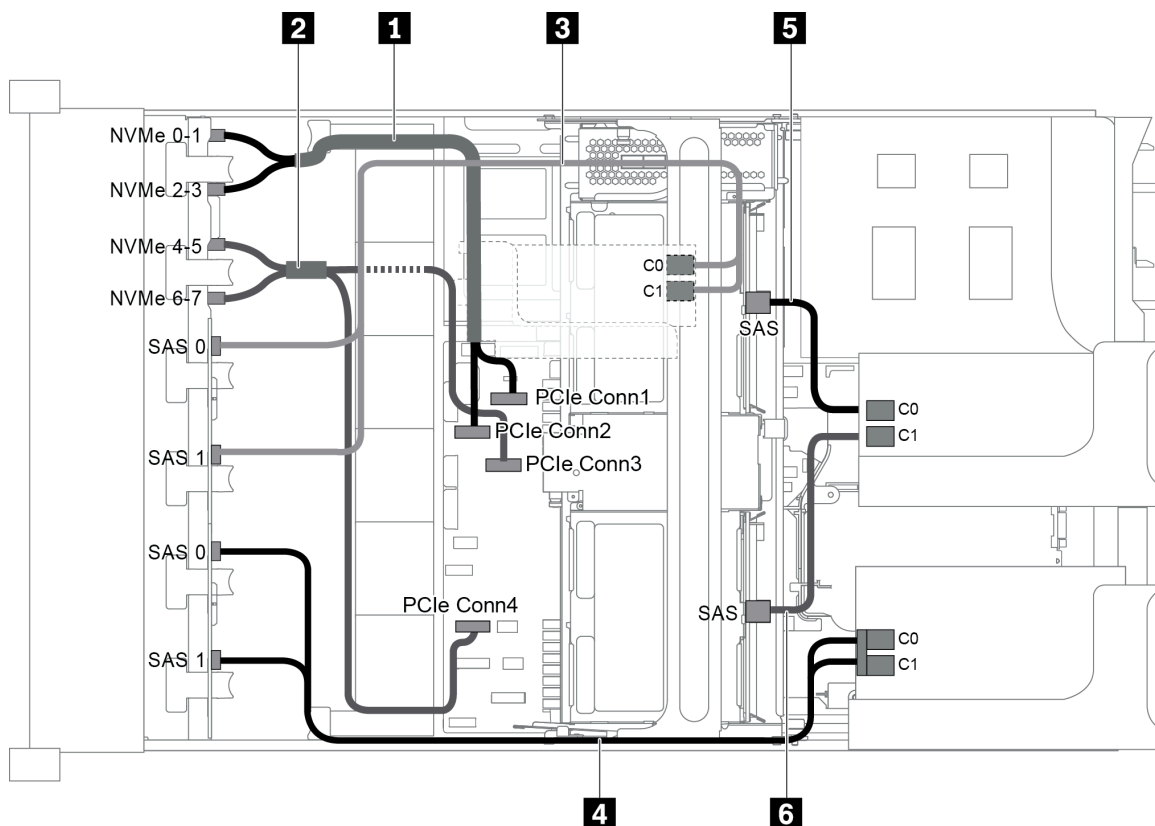 2 1 3 5
NVMe 0-1
NVMe 2-3
NVMe 4-5
NVMe 6-7
C0
C1
SAS
SAS 0
PCIe Conn1
C0
PCIe Conn2
C1
SAS 1
PCIe Conn3
SAS 0
PCIe Conn4
SAS
C0
SAS 1
C1
4 6